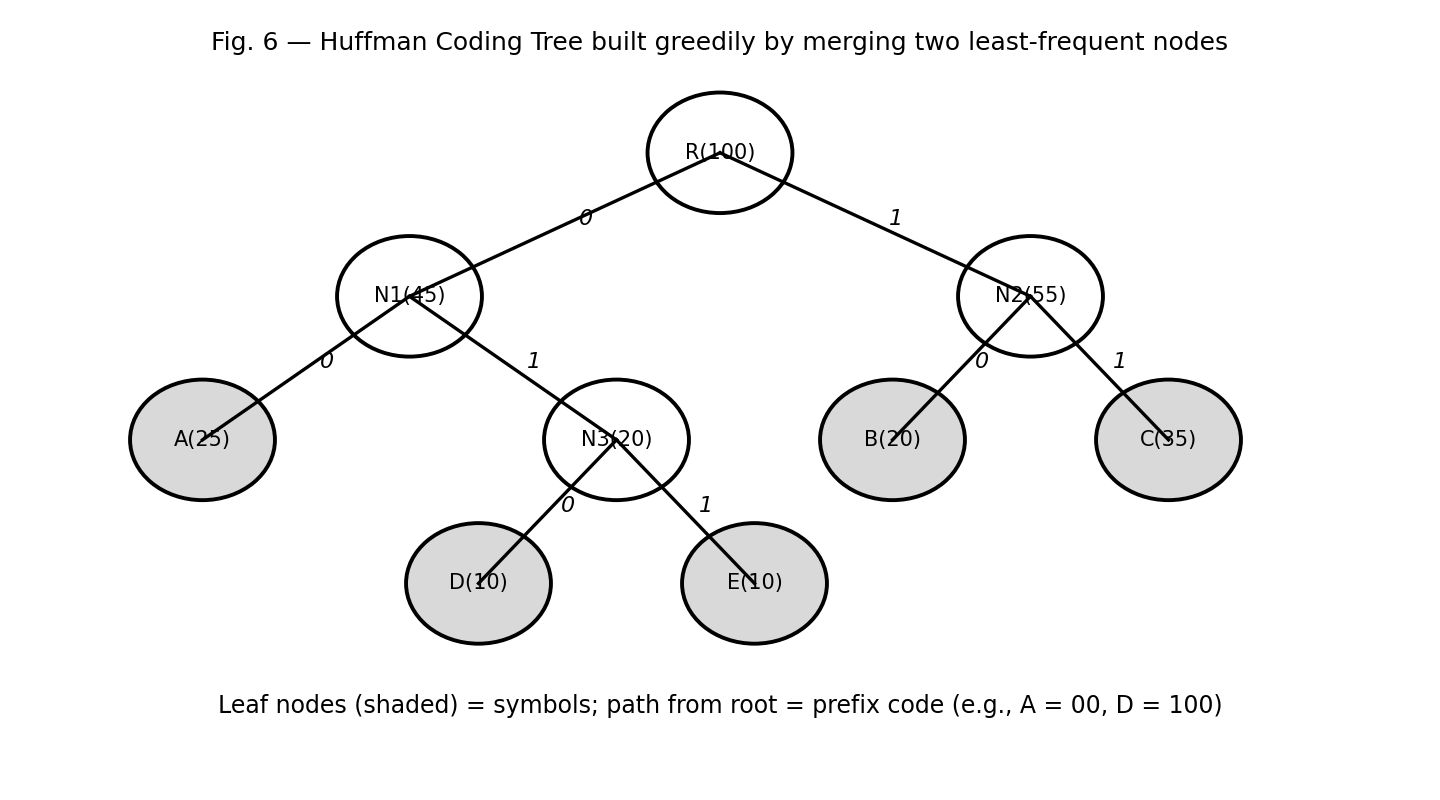 Fig. 6 — Huffman Coding Tree built greedily by merging two least-frequent nodes
R(100)
0
1
N1(45)
N2(55)
0
1
0
1
A(25)
N3(20)
B(20)
C(35)
0
1
D(10)
E(10)
Leaf nodes (shaded) = symbols; path from root = prefix code (e.g., A = 00, D = 100)